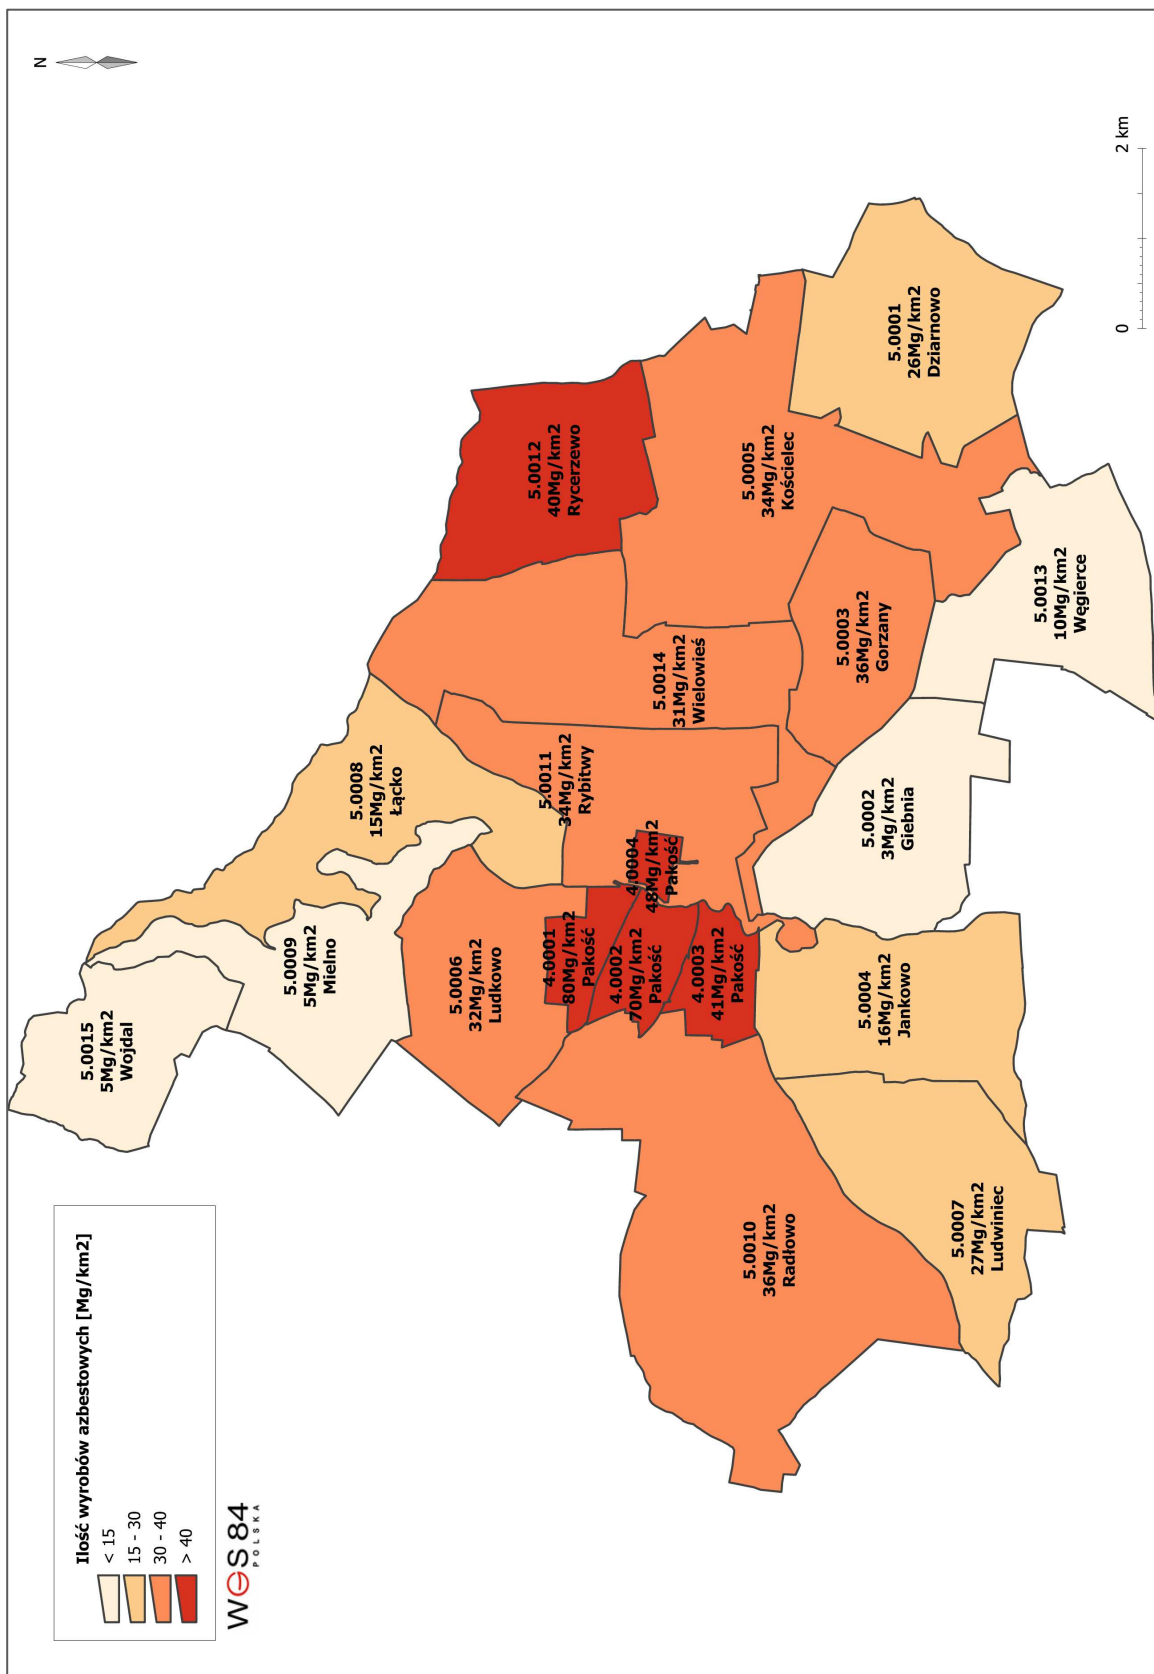 Ilość wyrobów azbestowych [Mg/km2]
< 15
15 - 30
30 - 40
> 40
WGS 84
POLSKA
N
5.0015
5Mg/km2
Wojdal
5.0009
5Mg/km2
Mielno
5.0008
15Mg/km2
Łącko
5.0006
32Mg/km2
Ludkowo
5.0012
40Mg/km2
Rycerzewo
5.0011
34Mg/km2
Rybitwy
4.0001
80Mg/km2
Pakość
4.0002
70Mg/km2
Pakość
4.0004
48Mg/km2
Pakość
4.0003
41Mg/km2
Pakość
5.0014
31Mg/km2
Wielowieś
5.0005
34Mg/km2
Kościelec
5.0010
36Mg/km2
Radłowo
5.0003
36Mg/km2
Gorzany
5.0001
26Mg/km2
Dziarnowo
5.0004
16Mg/km2
Jankowo
5.0002
3Mg/km2
Giebnia
5.0007
27Mg/km2
Ludwiniec
5.0013
10Mg/km2
Węgierce
0
2 km